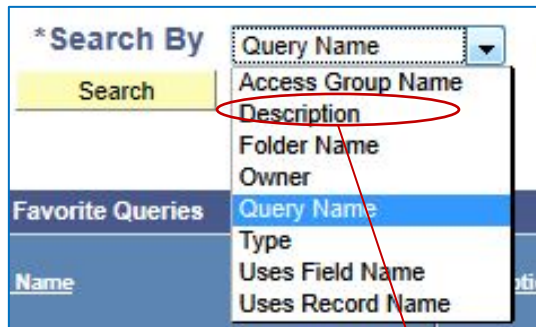 *Search By Query Name
Search
Access Group Name
Description
Folder Name
Owner
Query Name
Type
Uses Field Name
Uses Record Name
Favorite Queries
Name